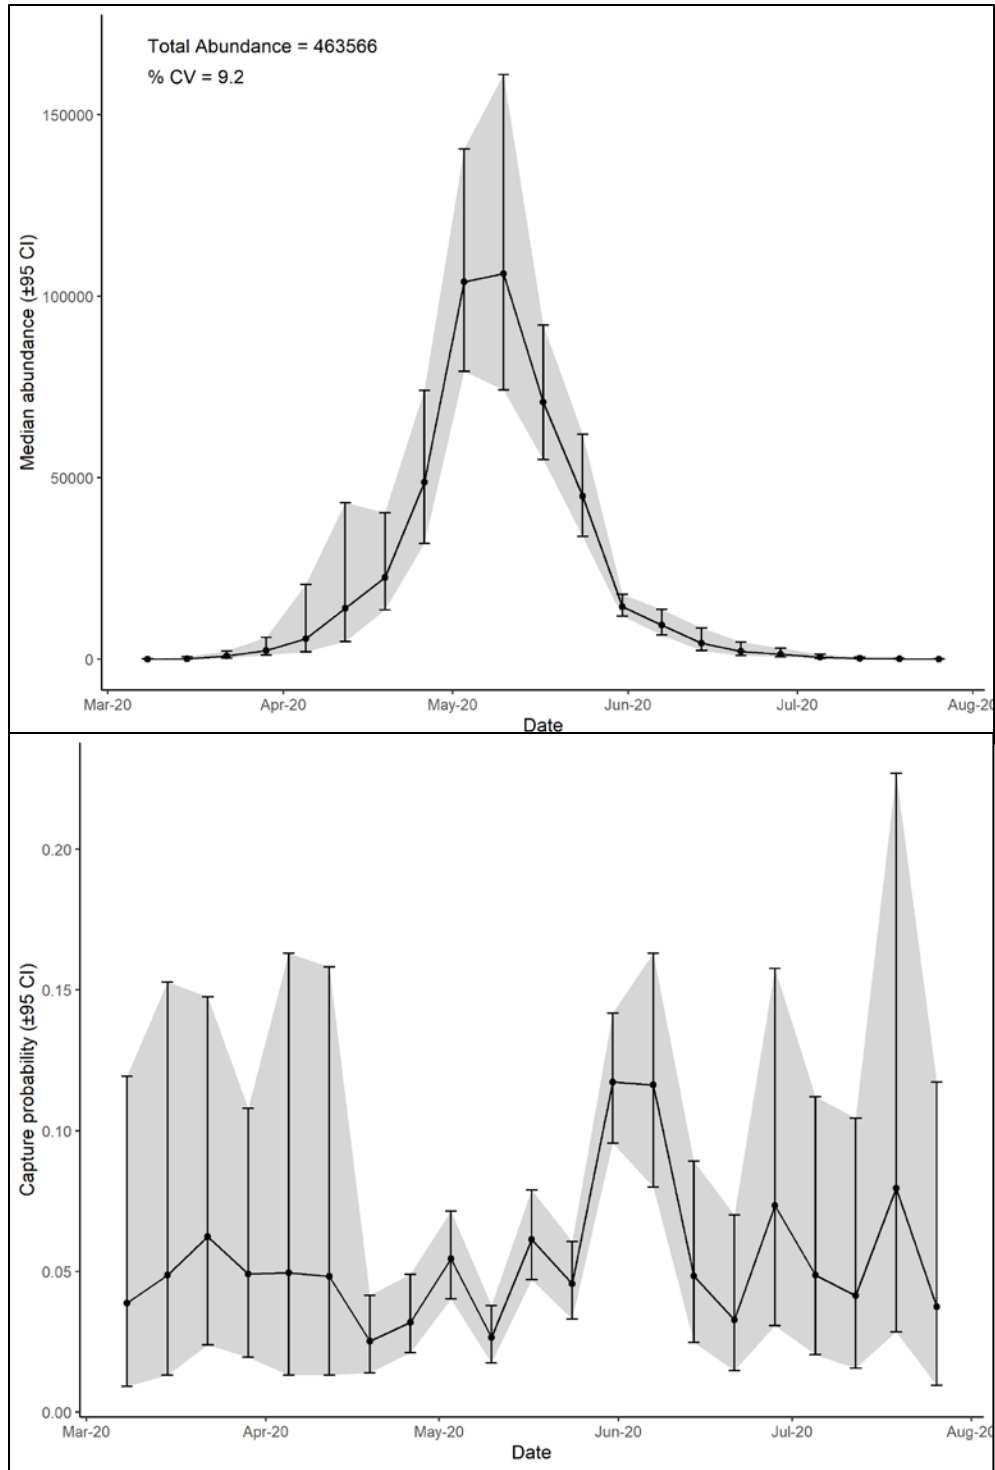 Total Abundance = 463566
% CV = 9.2
Median abundance (±95 CI)
150000
100000
50000
0
Mar-20 Apr-20 May-20 Jun-20 Jul-20 Aug-20
Date
Capture probability (±95 CI)
0.20
0.15
0.10
0.05
0.00
Mar-20 Apr-20 May-20 Jun-20 Jul-20 Aug-20
Date